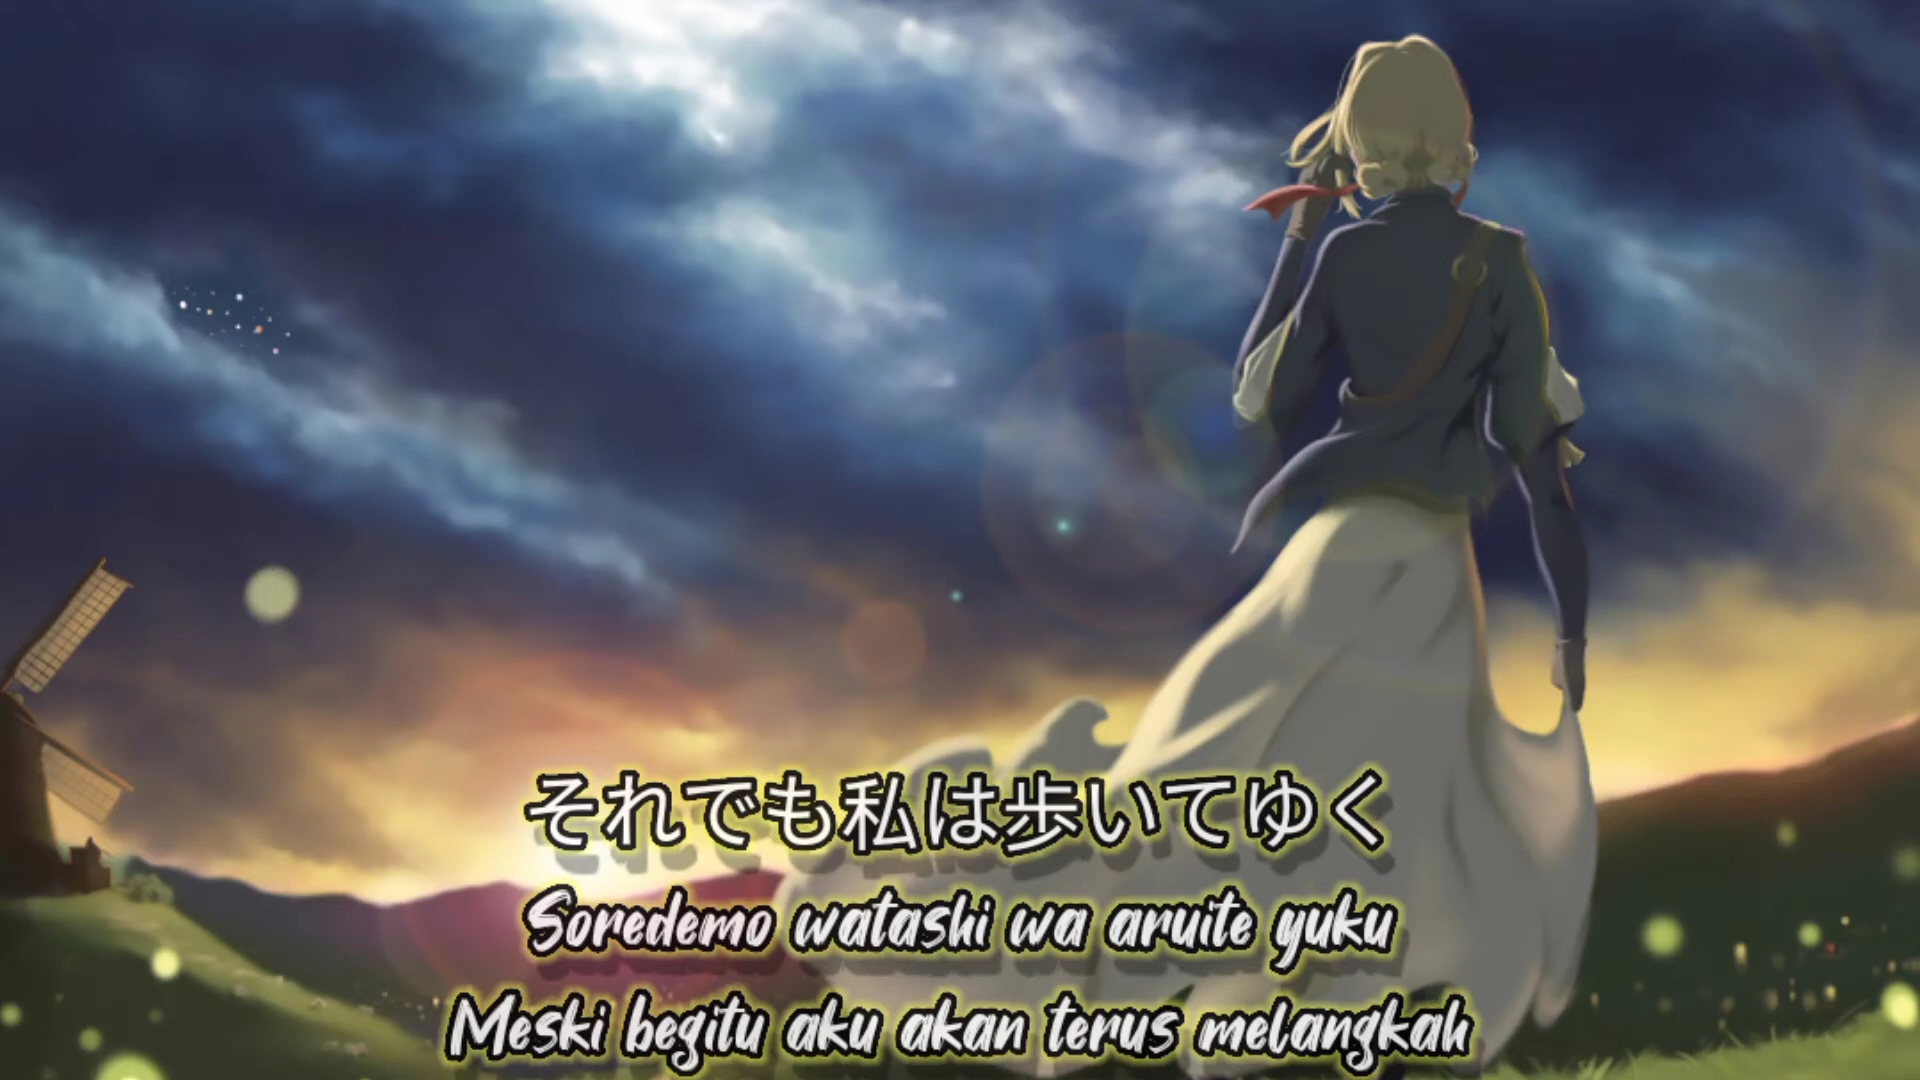 それでも私は歩いてゆく
Soredemo watashi wa aruite yuku
Meski begitu aku akan terus melangkah